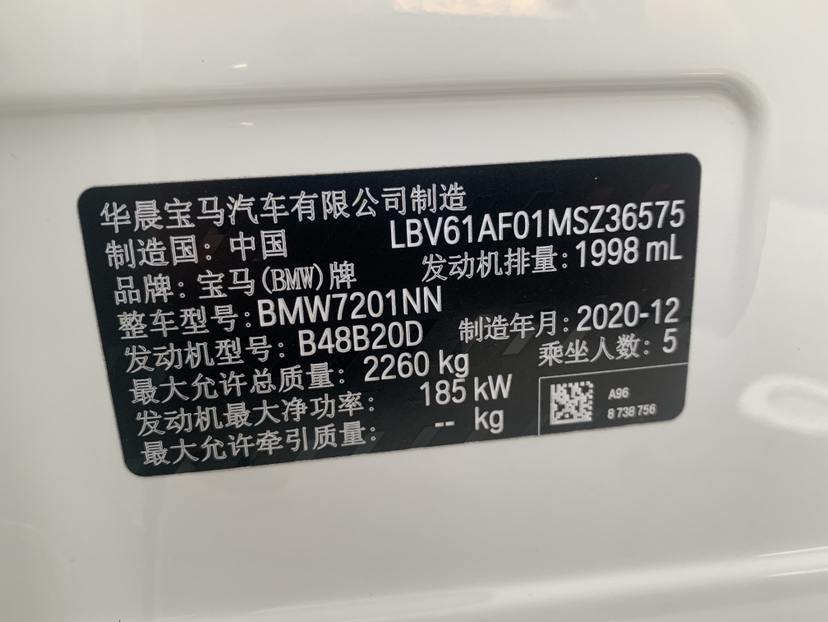 华晨宝马汽车有限公司制造
制造国：中国 LBV61AF01MSZ36575
品牌：宝马(BMW)牌 发动机排量：1998 mL
整车型号：BMW7201NN
发动机型号：B48B20D 制造年月：2020-12
最大允许总质量：2260 kg 乘坐人数：5
发动机最大净功率：185 kW
最大允许牵引质量：-- kg
A96
8 738 756